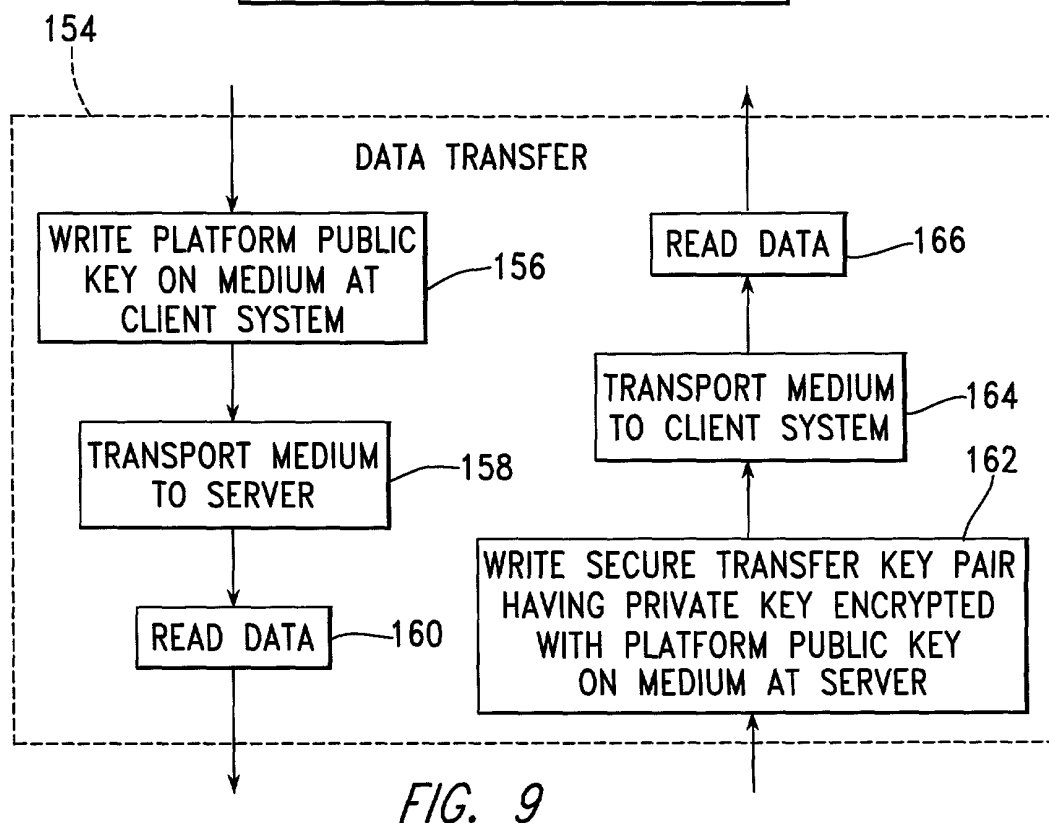 154
DATA TRANSFER
WRITE PLATFORM PUBLIC
KEY ON MEDIUM AT
CLIENT SYSTEM
156
TRANSPORT MEDIUM
TO SERVER
158
READ DATA
160
READ DATA
166
TRANSPORT MEDIUM
TO CLIENT SYSTEM
164
162
WRITE SECURE TRANSFER KEY PAIR
HAVING PRIVATE KEY ENCRYPTED
WITH PLATFORM PUBLIC KEY
ON MEDIUM AT SERVER
FIG. 9